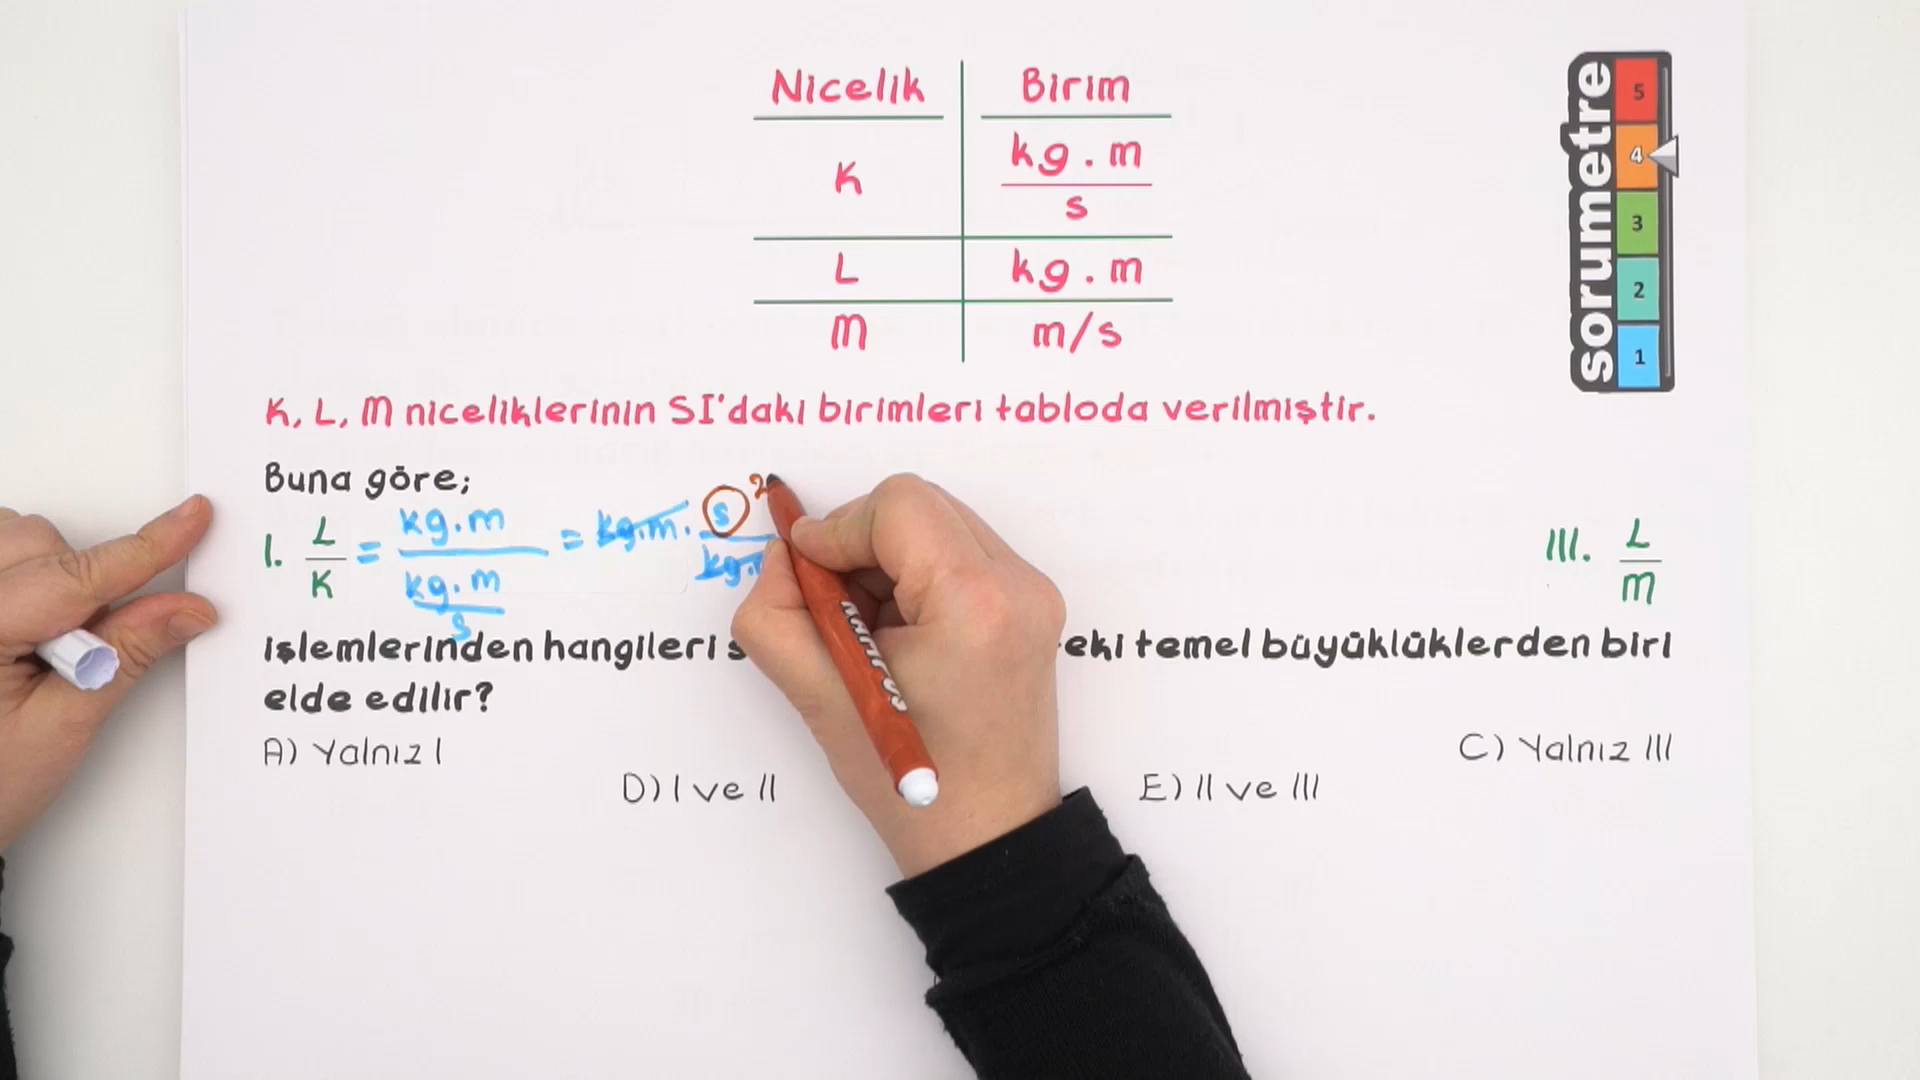 Nicelik Birim
K kg.m
s
L kg.m
M m/s
sorumetre
5
4
3
2
1
K, L, M niceliklerinin SI'daki birimleri tabloda verilmiştir.
Buna göre;
I. L/K = kg.m / kg.m/s = kg.m. s
III. L/M
işlemlerinden hangileri eki temel büyüklüklerden biri
elde edilir?
A) Yalnız I
C) Yalnız III
D) I ve II
E) II ve III